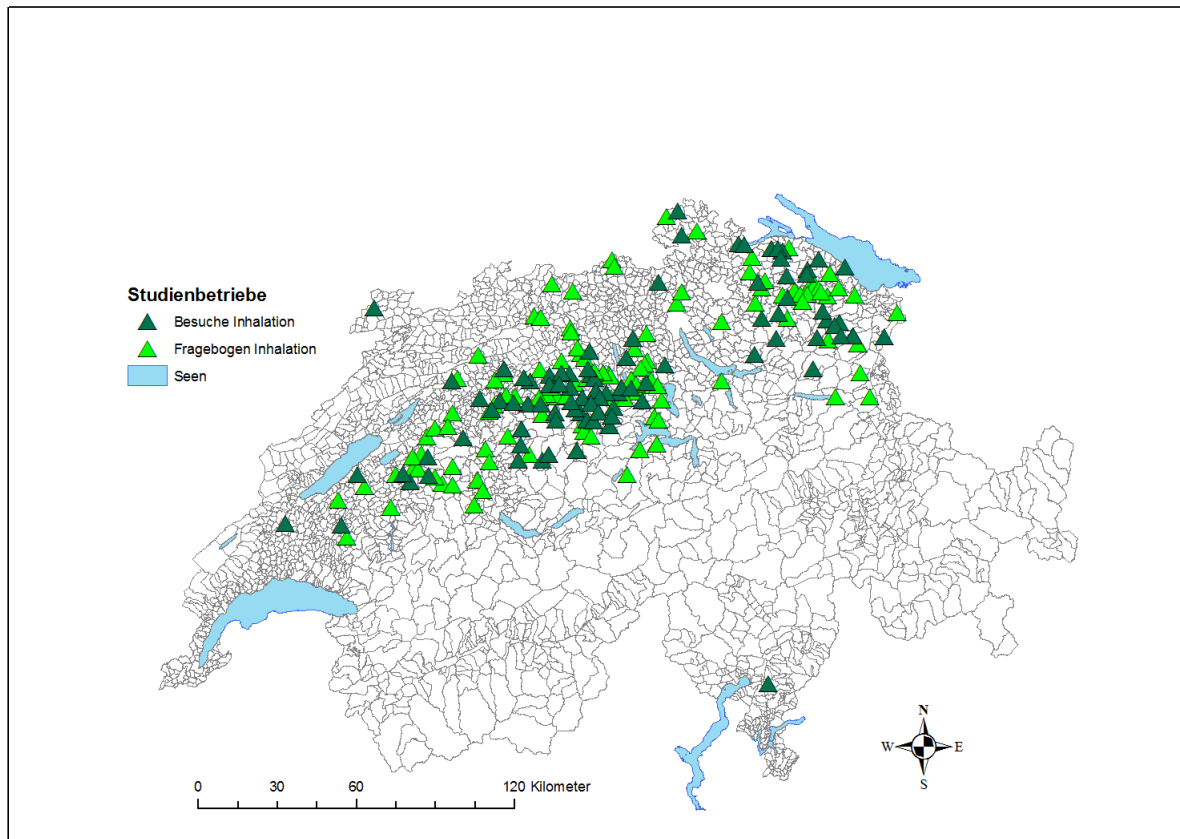 Studienbetriebe
Besuche Inhalation
Fragebogen Inhalation
Seen
N
W E
S
0 30 60 120 Kilometer